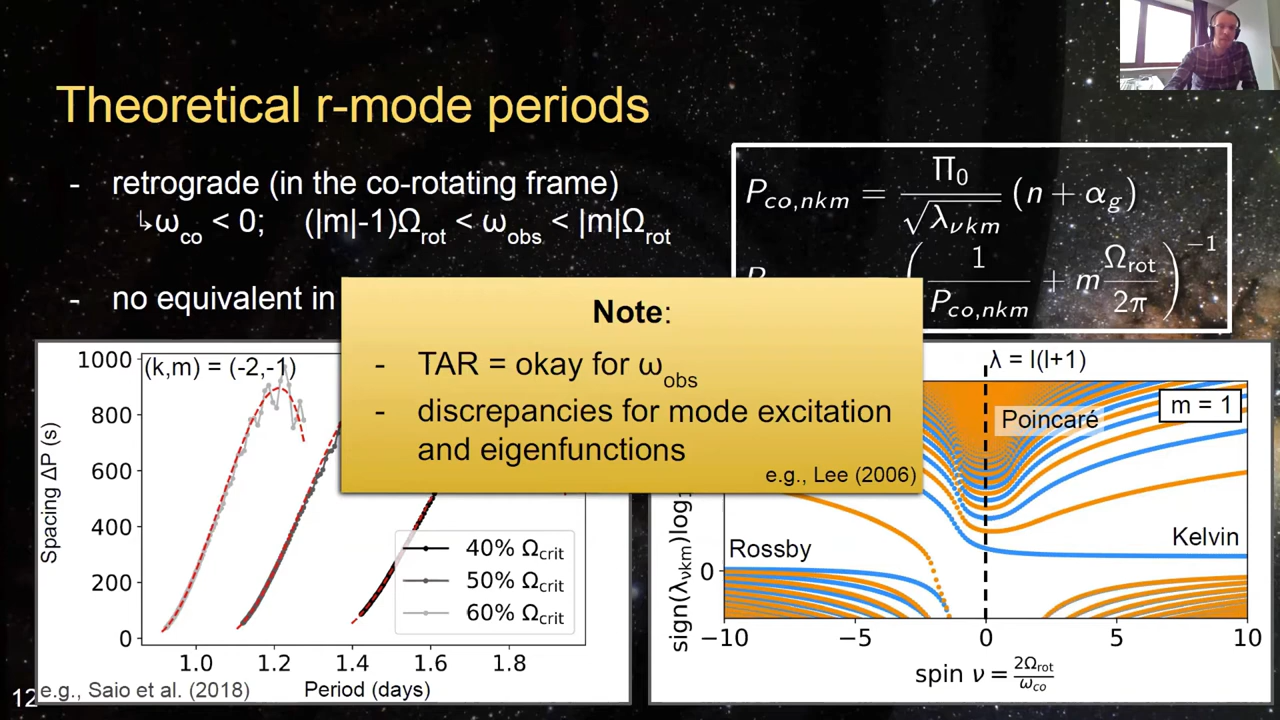 Theoretical r-mode periods
- retrograde (in the co-rotating frame)
↳ω_co < 0; (|m|-1)Ω_rot < ω_obs < |m|Ω_rot
- no equivalent in
P_co,nkm = Π_0 / √λ_νkm (n + α_g)
(1 / P_co,nkm + m Ω_rot / 2π)^−1
Note:
- TAR = okay for ω_obs
- discrepancies for mode excitation
and eigenfunctions
e.g., Lee (2006)
(k,m) = (-2,-1)
Spacing ΔP (s)
1000
800
600
400
200
0
40% Ω_crit
50% Ω_crit
60% Ω_crit
1.0 1.2 1.4 1.6 1.8
Period (days)
e.g., Saio et al. (2018)
12
λ = l(l+1)
m = 1
Poincaré
Rossby
Kelvin
sign(λ_νkm)log
0
−10 −5 0 5 10
spin ν = 2Ω_rot / ω_co